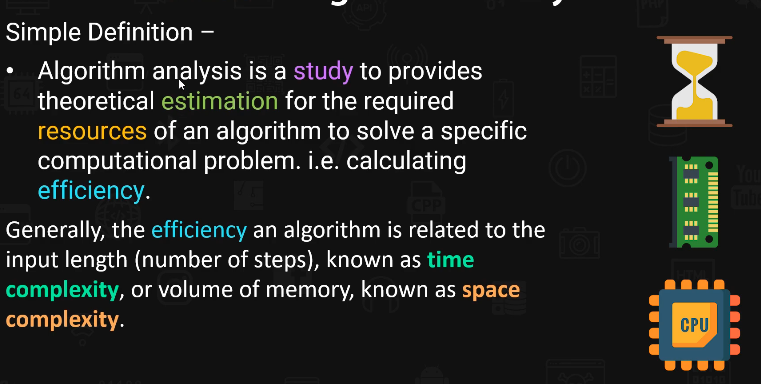 Simple Definition –
• Algorithm analysis is a study to provides
theoretical estimation for the required
resources of an algorithm to solve a specific
computational problem. i.e. calculating
efficiency.
Generally, the efficiency an algorithm is related to the
input length (number of steps), known as time
complexity, or volume of memory, known as space
complexity.
CPU